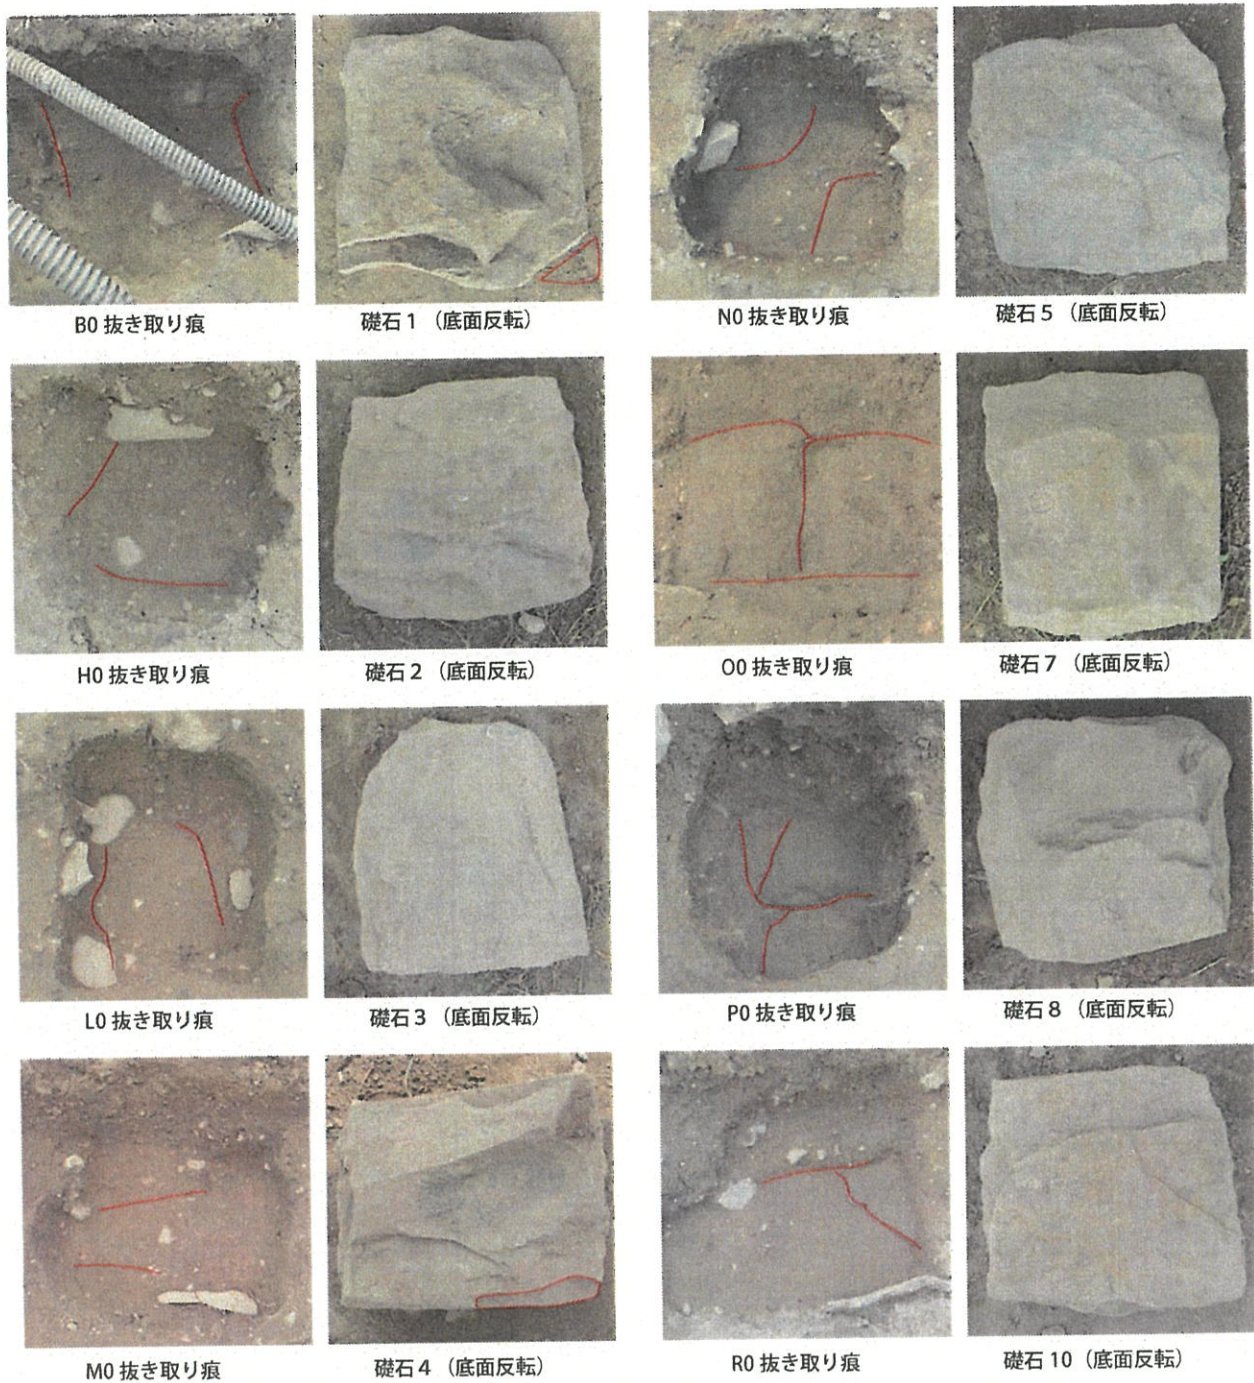 B0 抜き取り痕
礎石 1 （底面反転）
N0 抜き取り痕
礎石 5 （底面反転）
H0 抜き取り痕
礎石 2 （底面反転）
O0 抜き取り痕
礎石 7 （底面反転）
L0 抜き取り痕
礎石 3 （底面反転）
P0 抜き取り痕
礎石 8 （底面反転）
M0 抜き取り痕
礎石 4 （底面反転）
R0 抜き取り痕
礎石 10 （底面反転）